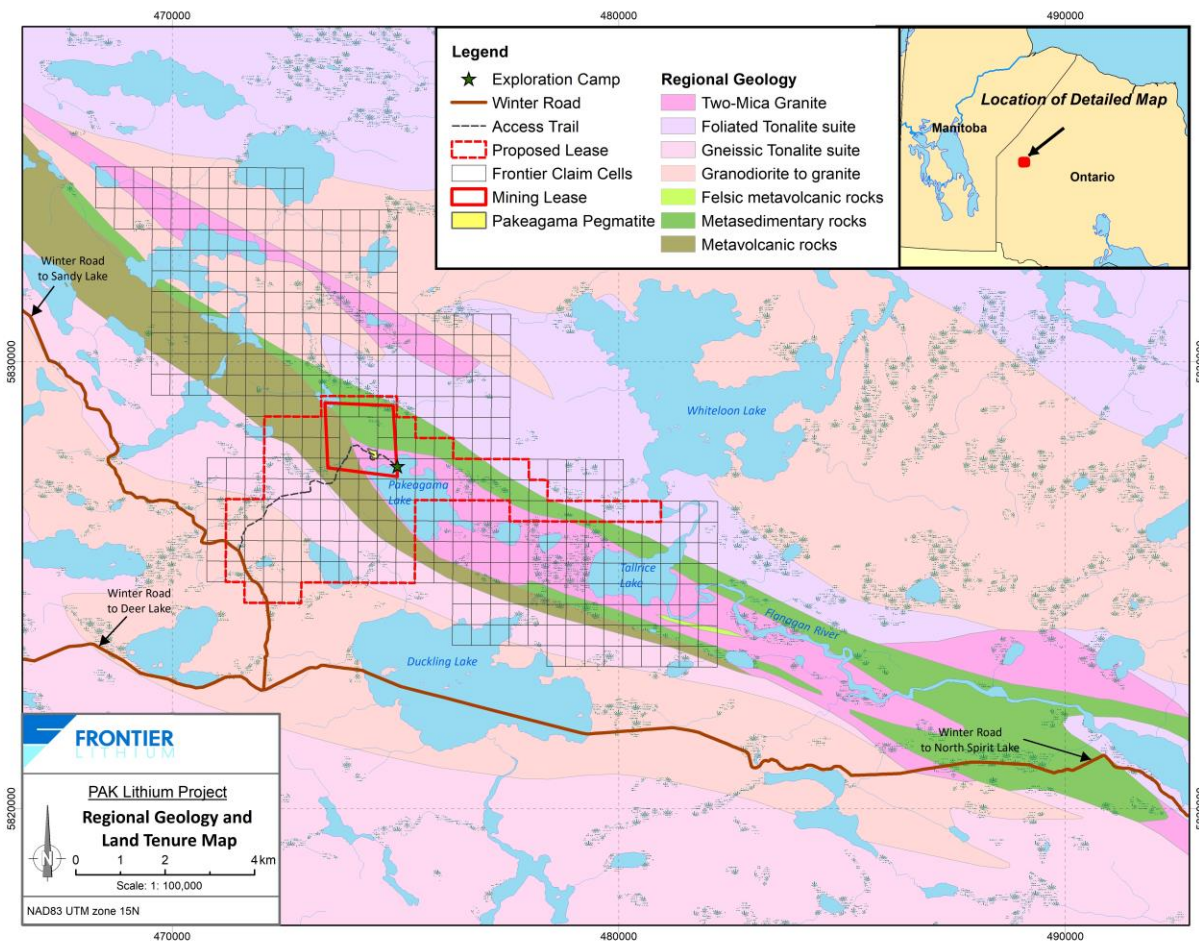 470000
480000
490000
Legend
Exploration Camp
Winter Road
Access Trail
Proposed Lease
Frontier Claim Cells
Mining Lease
Pakeagama Pegmatite
Regional Geology
Two-Mica Granite
Foliated Tonalite suite
Gneissic Tonalite suite
Granodiorite to granite
Felsic metavolcanic rocks
Metasedimentary rocks
Metavolcanic rocks
Location of Detailed Map
Manitoba
Ontario
Winter Road
to Sandy Lake
5830000
5830000
Whiteloon Lake
Pakeagama
Lake
Tallrice
Lake
Winter Road
to Deer Lake
Flanagan River
Duckling Lake
Winter Road
to North Spirit Lake
FRONTIER
LITHIUM
PAK Lithium Project
Regional Geology and
Land Tenure Map
N
0 1 2 4 km
Scale: 1: 100,000
NAD83 UTM zone 15N
5820000
5820000
470000
480000
490000